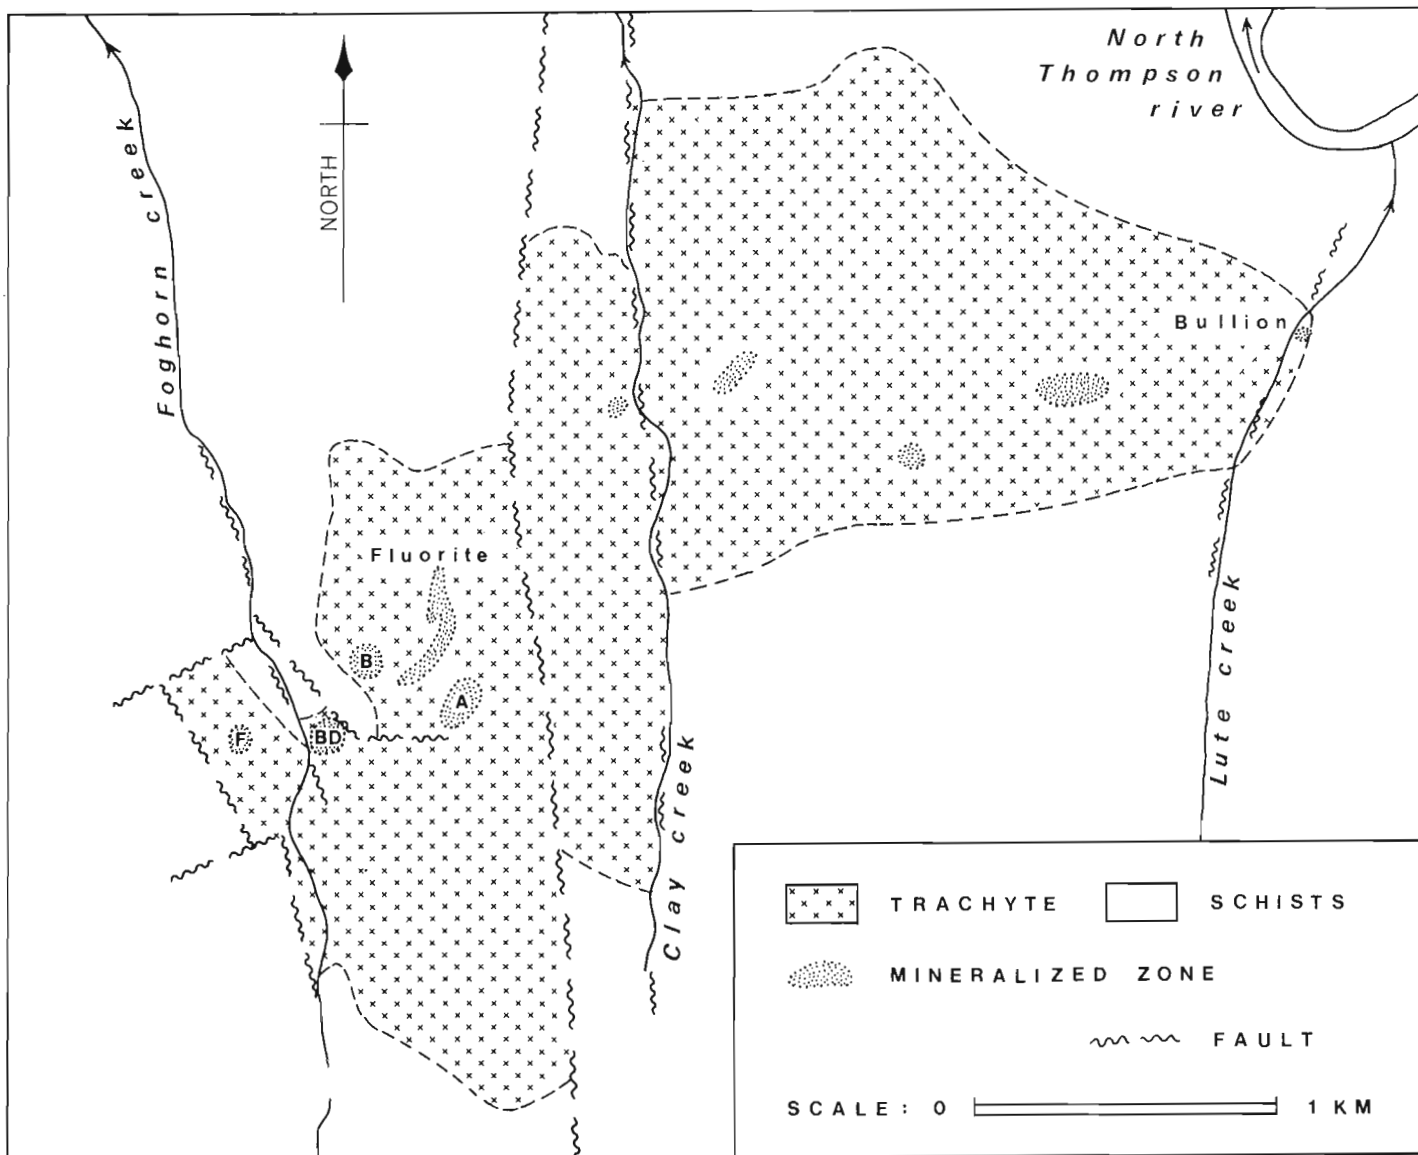 North
Thompson
river
Foghorn creek
NORTH
Bullion
Fluorite
B
A
F
BD
Clay creek
Lute creek
TRACHYTE
SCHISTS
MINERALIZED ZONE
FAULT
SCALE: 0 1 KM